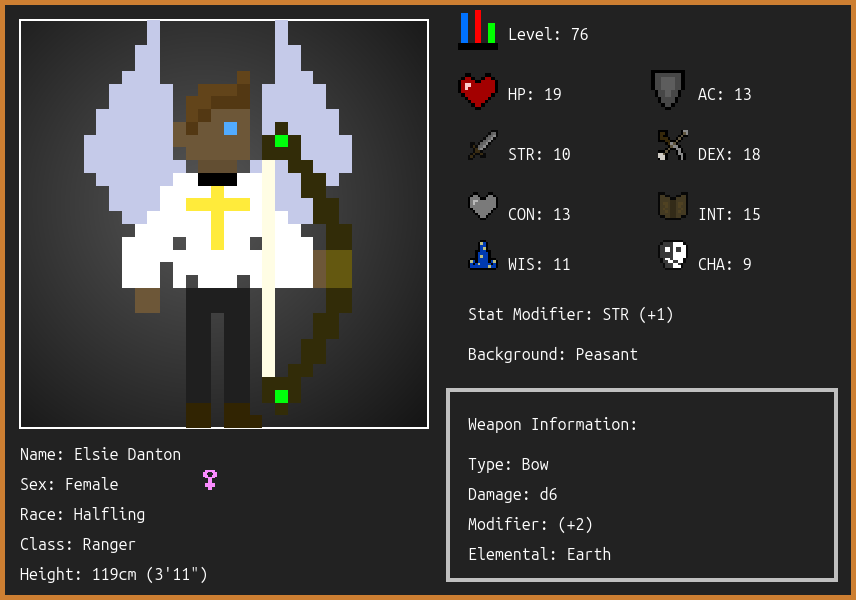 Level: 76
HP: 19
AC: 13
STR: 10
DEX: 18
CON: 13
INT: 15
WIS: 11
CHA: 9
Stat Modifier: STR (+1)
Background: Peasant
Weapon Information:
Type: Bow
Damage: d6
Modifier: (+2)
Elemental: Earth
Name: Elsie Danton
Sex: Female
Race: Halfling
Class: Ranger
Height: 119cm (3'11")